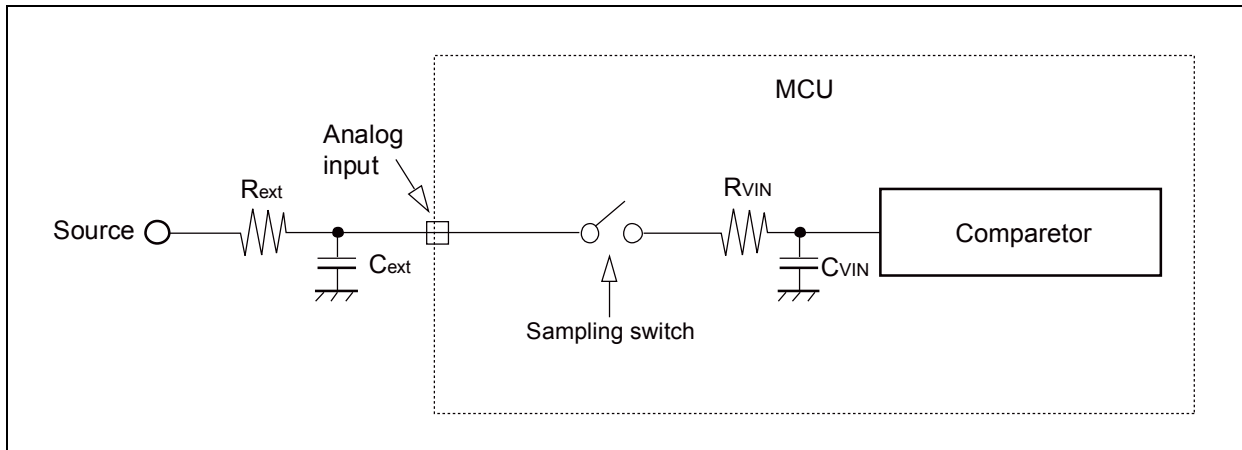 MCU
Analog
input
Rext
RVIN
Source
Comparetor
Cext
CVIN
Sampling switch